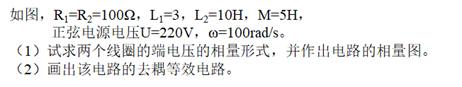 如图，R₁=R₂=100Ω，L₁=3，L₂=10H，M=5H，
正弦电源电压U=220V，ω=100rad/s。
（1）试求两个线圈的端电压的相量形式，并作出电路的相量图。
（2）画出该电路的去耦等效电路。